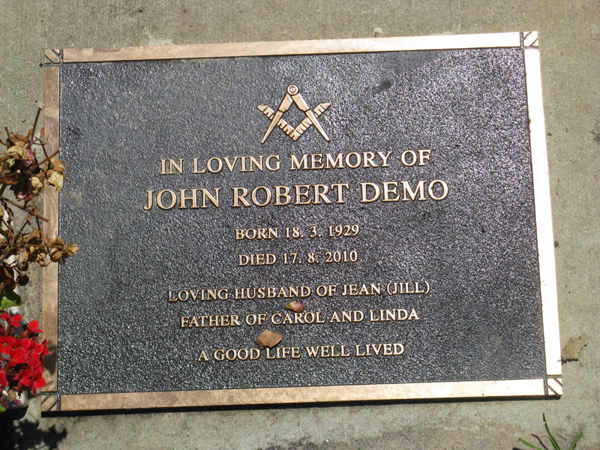 IN LOVING MEMORY OF
JOHN ROBERT DEMO
BORN 18. 3. 1929
DIED 17. 8. 2010
LOVING HUSBAND OF JEAN (JILL)
FATHER OF CAROL AND LINDA
A GOOD LIFE WELL LIVED